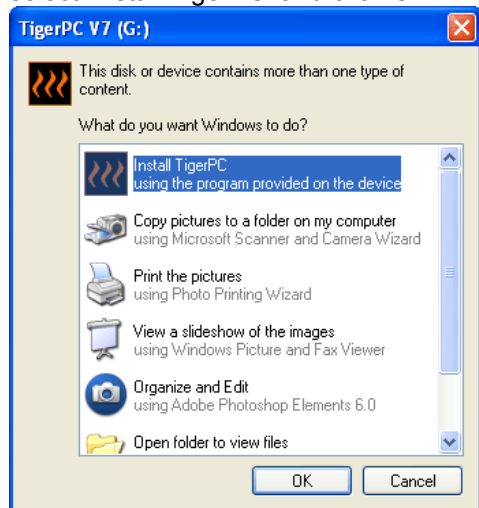 TigerPC V7 (G:)
This disk or device contains more than one type of
content.
What do you want Windows to do?
Install TigerPC
using the program provided on the device
Copy pictures to a folder on my computer
using Microsoft Scanner and Camera Wizard
Print the pictures
using Photo Printing Wizard
View a slideshow of the images
using Windows Picture and Fax Viewer
Organize and Edit
using Adobe Photoshop Elements 6.0
Open folder to view files
OK
Cancel